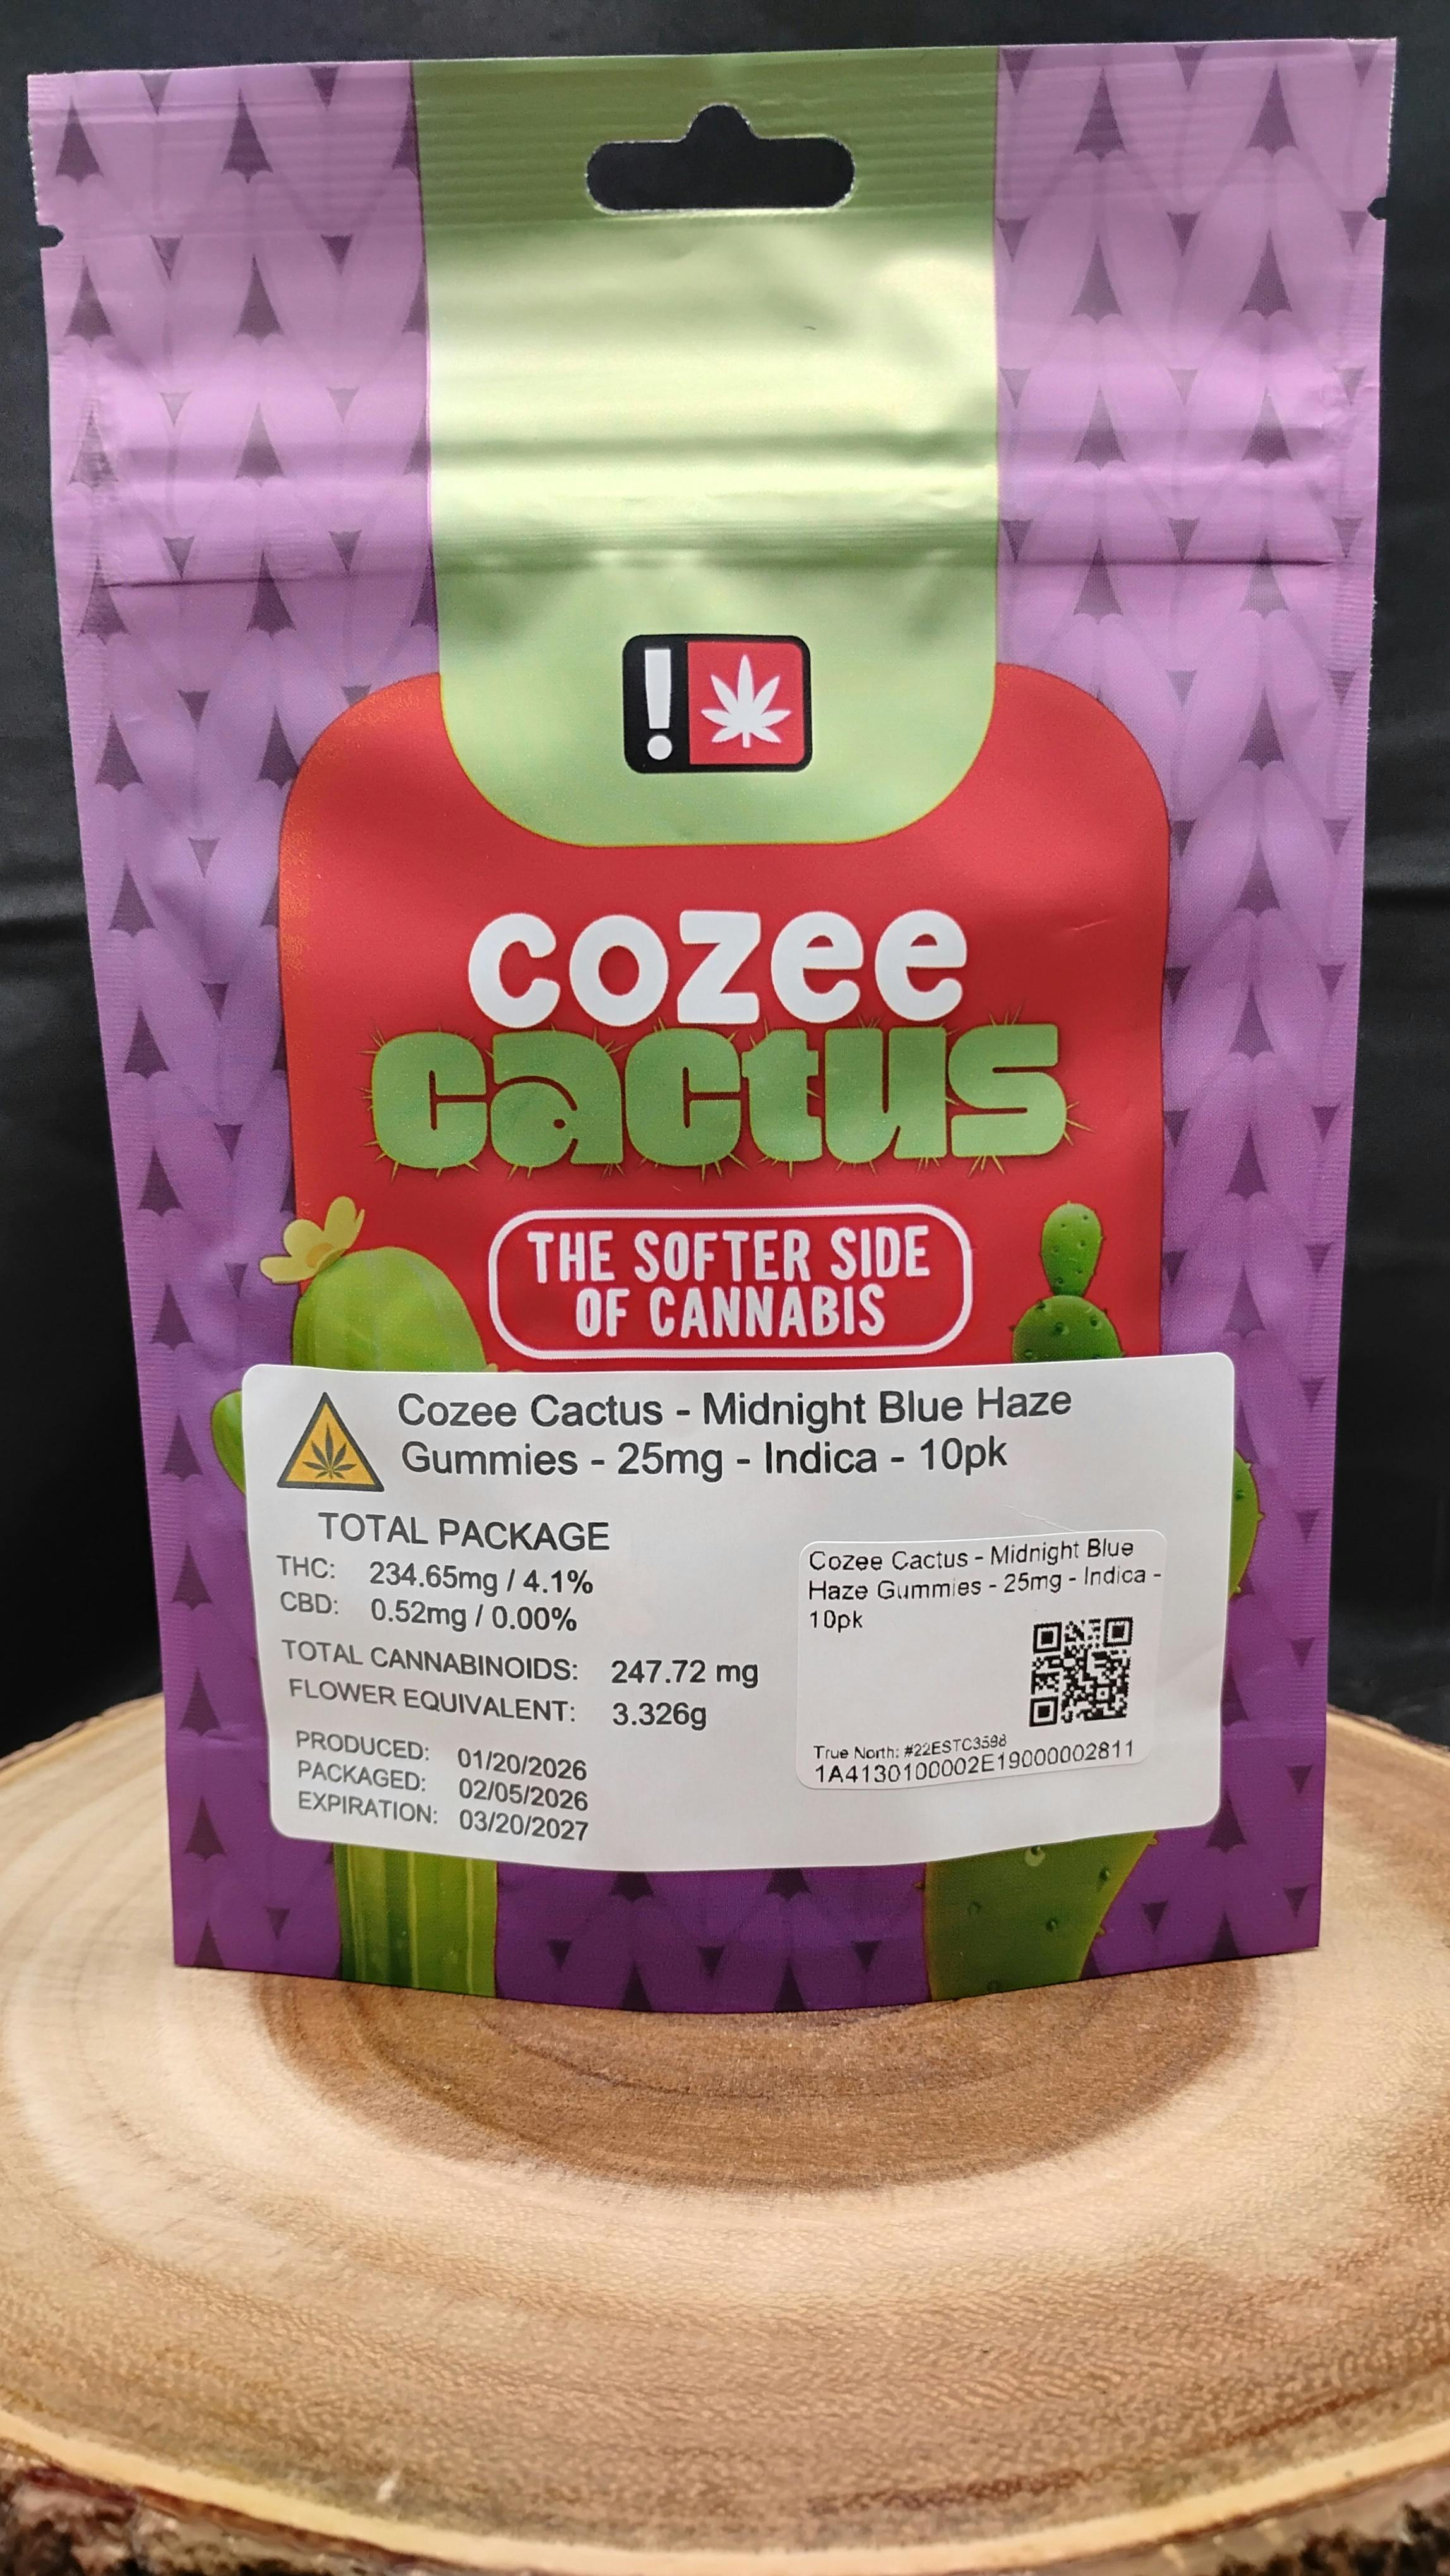 !
cozee
cactus
THE SOFTER SIDE
OF CANNABIS
Cozee Cactus - Midnight Blue Haze
Gummies - 25mg - Indica - 10pk
TOTAL PACKAGE
THC: 234.65mg / 4.1%
CBD: 0.52mg / 0.00%
TOTAL CANNABINOIDS: 247.72 mg
FLOWER EQUIVALENT: 3.326g
PRODUCED: 01/20/2026
PACKAGED: 02/05/2026
EXPIRATION: 03/20/2027
Cozee Cactus - Midnight Blue
Haze Gummies - 25mg - Indica -
10pk
True North: #22ESTC3598
1A4130100002E19000002811